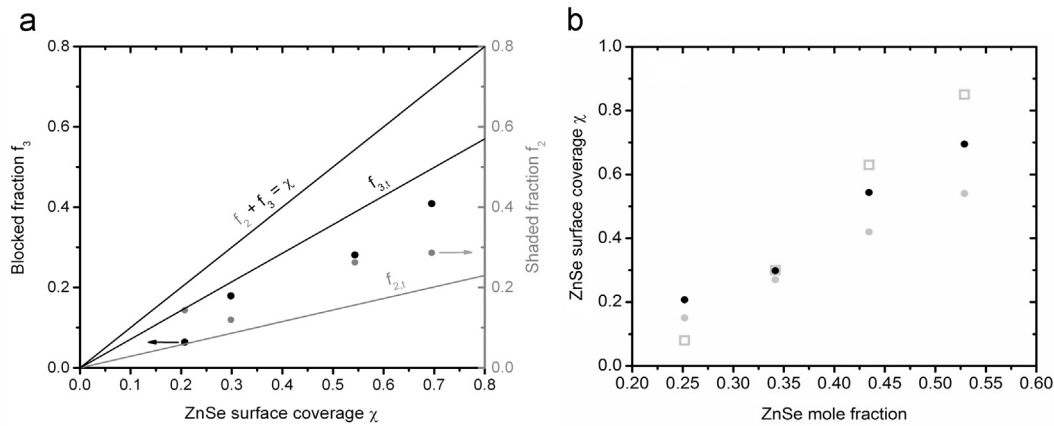 a
0.8
0.6
0.4
0.2
0.0
Blocked fraction f3
0.0 0.1 0.2 0.3 0.4 0.5 0.6 0.7 0.8
ZnSe surface coverage χ
0.8
0.6
0.4
0.2
0.0
Shaded fraction f2
f2 + f3 = χ
f3,t
f2,t
b
1.0
0.8
0.6
0.4
0.2
0.0
ZnSe surface coverage χ
0.20 0.25 0.30 0.35 0.40 0.45 0.50 0.55 0.60
ZnSe mole fraction